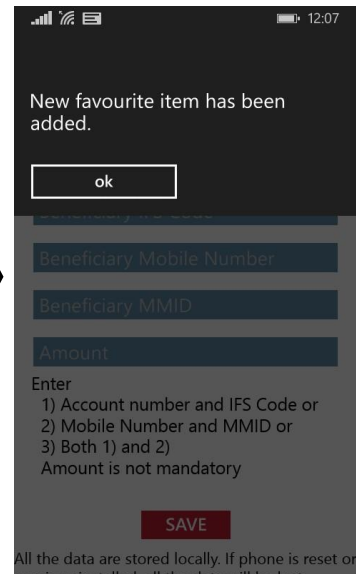 12:07
New favourite item has been
added.
ok
Beneficiary IFS Code
Beneficiary Mobile Number
Beneficiary MMID
Amount
Enter
1) Account number and IFS Code or
2) Mobile Number and MMID or
3) Both 1) and 2)
Amount is not mandatory
SAVE
All the data are stored locally. If phone is reset or